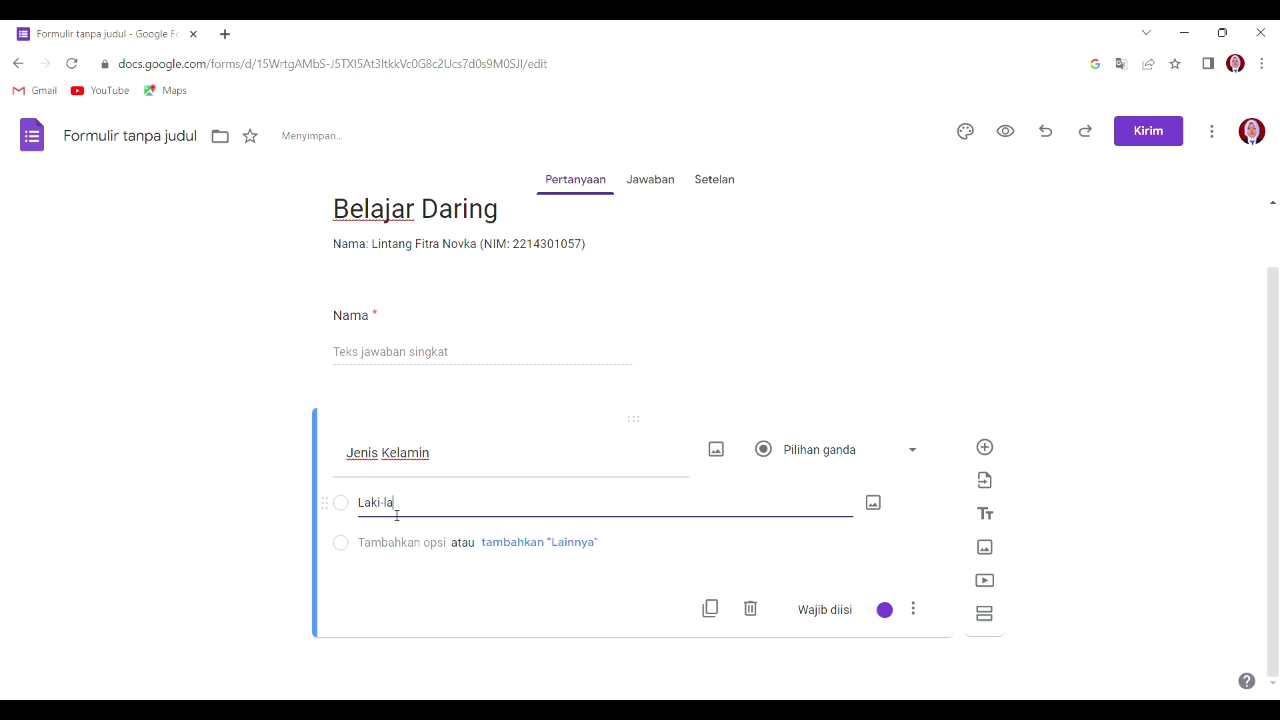 Formulir tanpa judul - Google Fo
docs.google.com/forms/d/15WrtgAMbS-J5TXI5At3ItkkVc0G8c2Ucs7d0s9M0SJI/edit
Gmail YouTube Maps
Formulir tanpa judul Menyimpan... Kirim
Pertanyaan Jawaban Setelan
Belajar Daring
Nama: Lintang Fitra Novka (NIM: 2214301057)
Nama *
Teks jawaban singkat
Jenis Kelamin Pilihan ganda
Laki-la
Tambahkan opsi atau tambahkan "Lainnya"
Wajib diisi